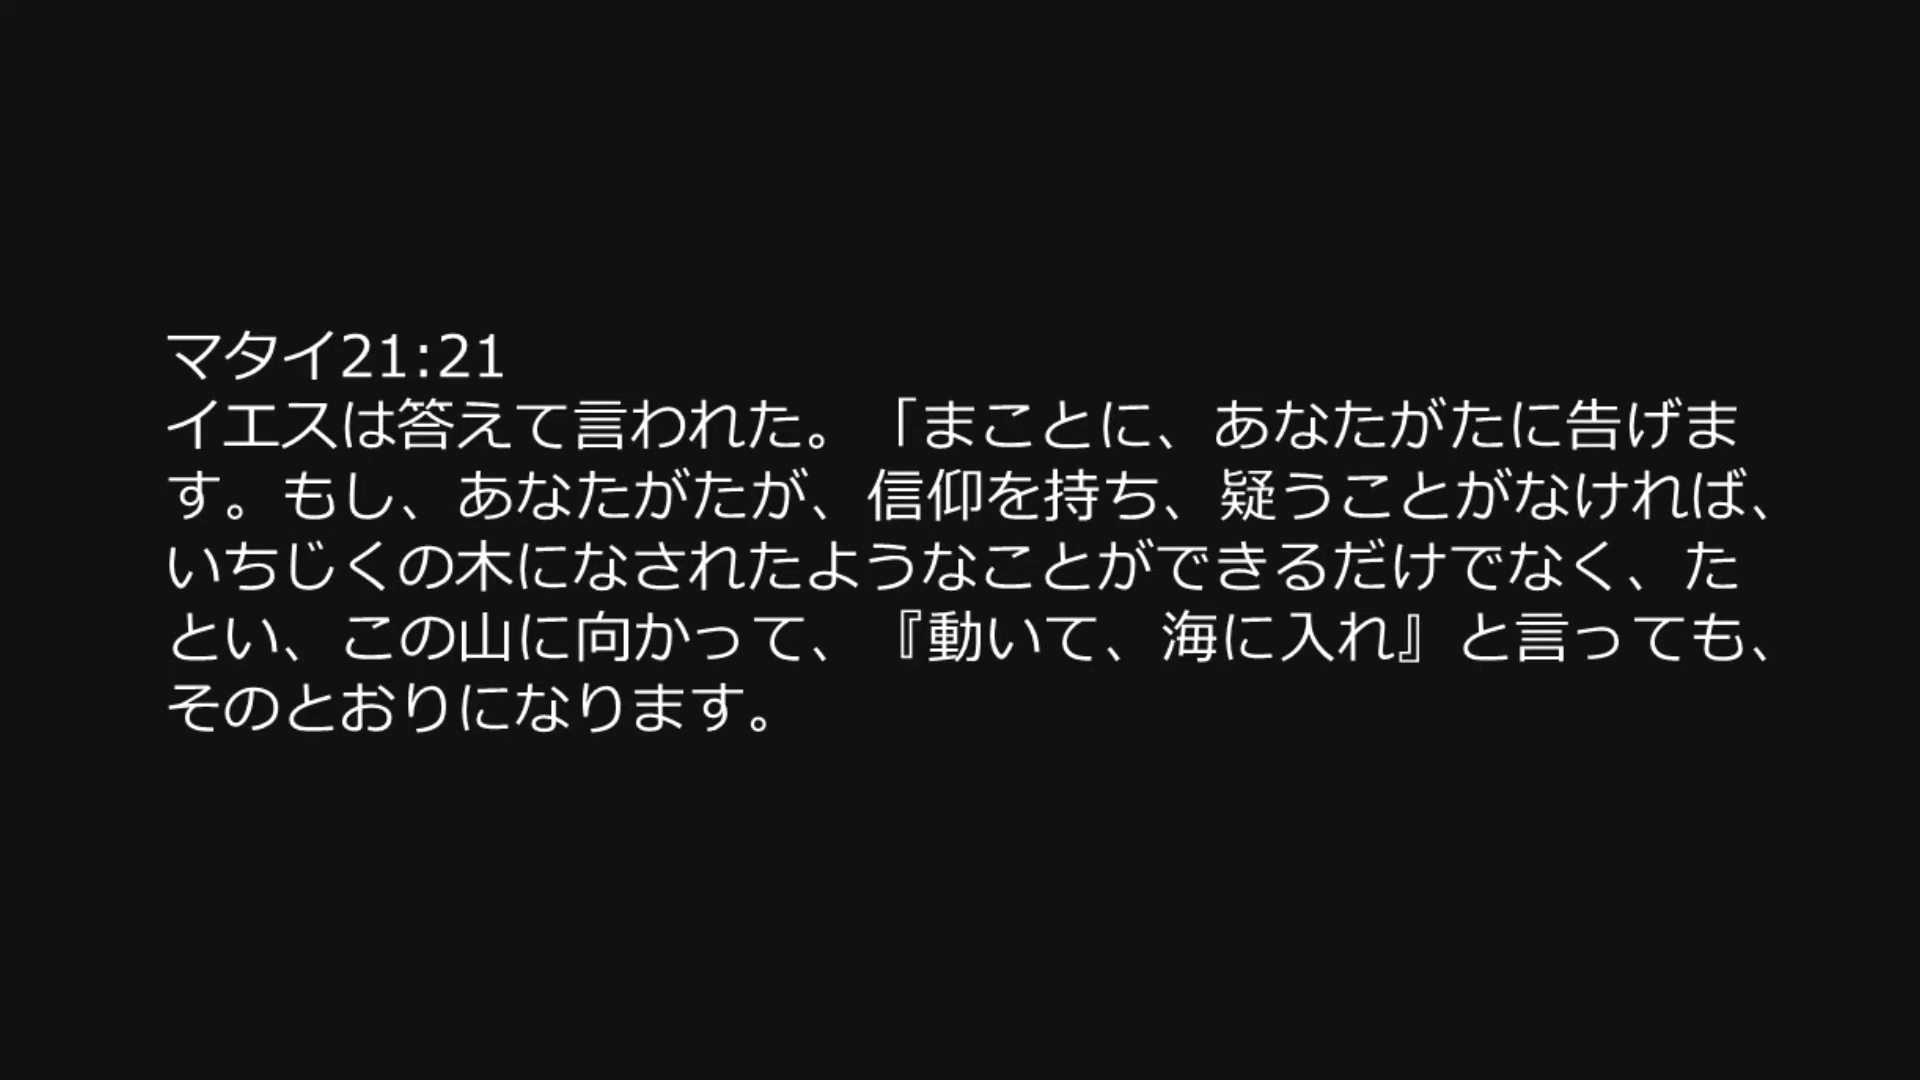 マタイ21:21
イエスは答えて言われた。「まことに、あなたがたに告げま
す。もし、あなたがたが、信仰を持ち、疑うことがなければ、
いちじくの木になされたようなことができるだけでなく、た
とい、この山に向かって、『動いて、海に入れ』と言っても、
そのとおりになります。